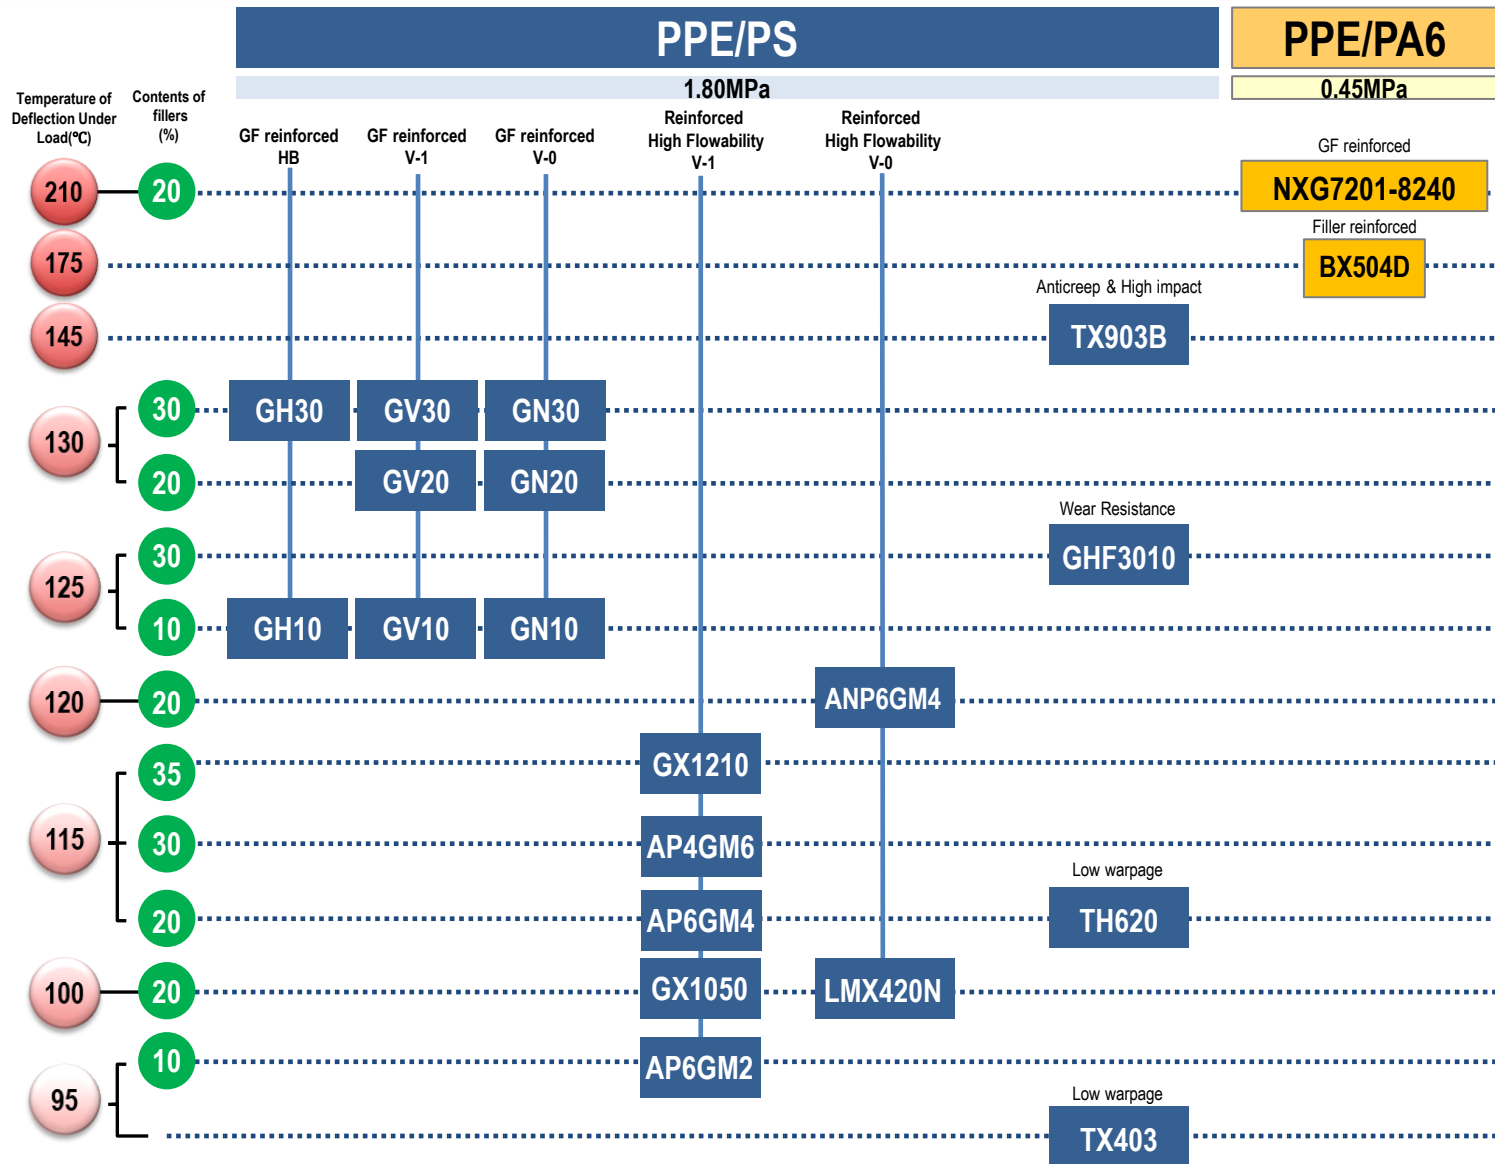 PPE/PS
PPE/PA6
1.80MPa
0.45MPa
Temperature of
Deflection Under
Load(℃)
Contents of
fillers
(%)
GF reinforced
HB
GF reinforced
V-1
GF reinforced
V-0
Reinforced
High Flowability
V-1
Reinforced
High Flowability
V-0
GF reinforced
210
20
NXG7201-8240
Filler reinforced
175
BX504D
Anticreep & High impact
145
TX903B
130
30
GH30
GV30
GN30
20
GV20
GN20
Wear Resistance
125
30
GHF3010
10
GH10
GV10
GN10
120
20
ANP6GM4
115
35
GX1210
30
AP4GM6
Low warpage
20
AP6GM4
TH620
100
20
GX1050
LMX420N
95
10
AP6GM2
Low warpage
TX403